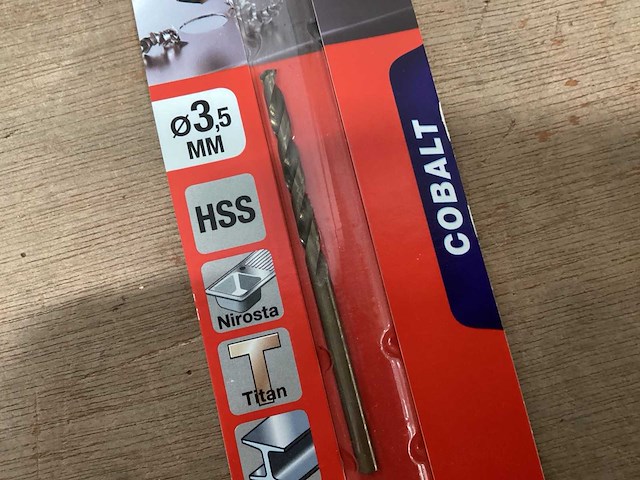 ø3,5
MM
HSS
Nirosta
Titan
COBALT